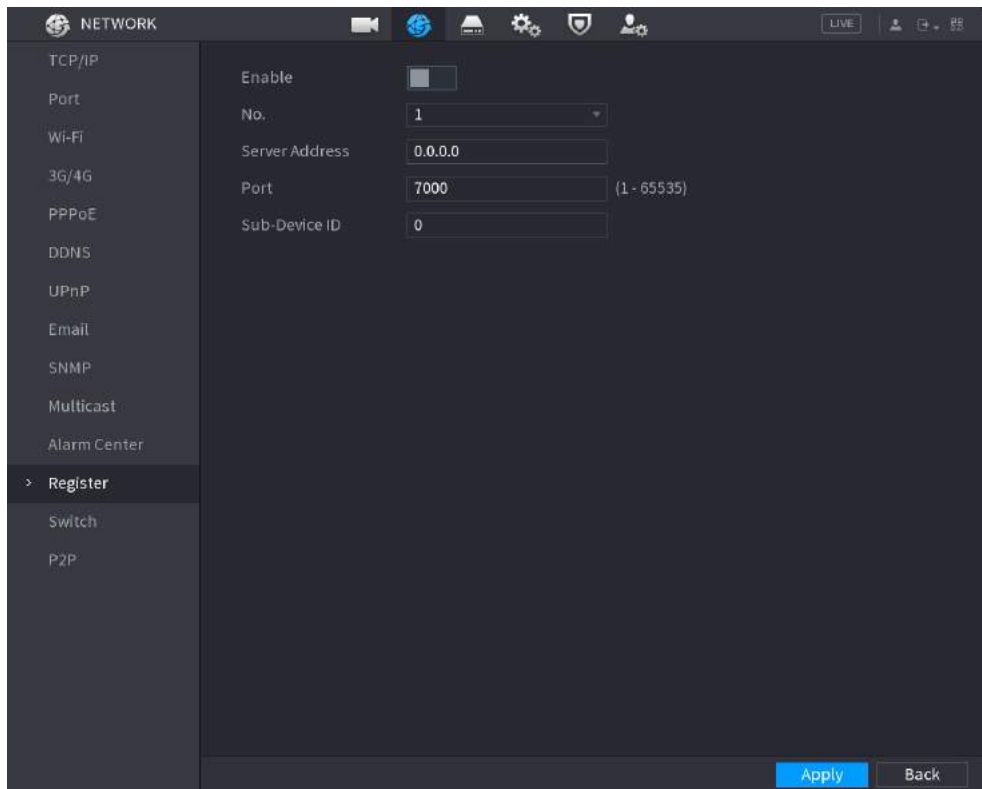 NETWORK
LIVE
TCP/IP
Port
Wi-Fi
3G/4G
PPPoE
DDNS
UPnP
Email
SNMP
Multicast
Alarm Center
Register
Switch
P2P
Enable
No. 1
Server Address 0.0.0.0
Port 7000 (1 - 65535)
Sub-Device ID 0
Apply Back